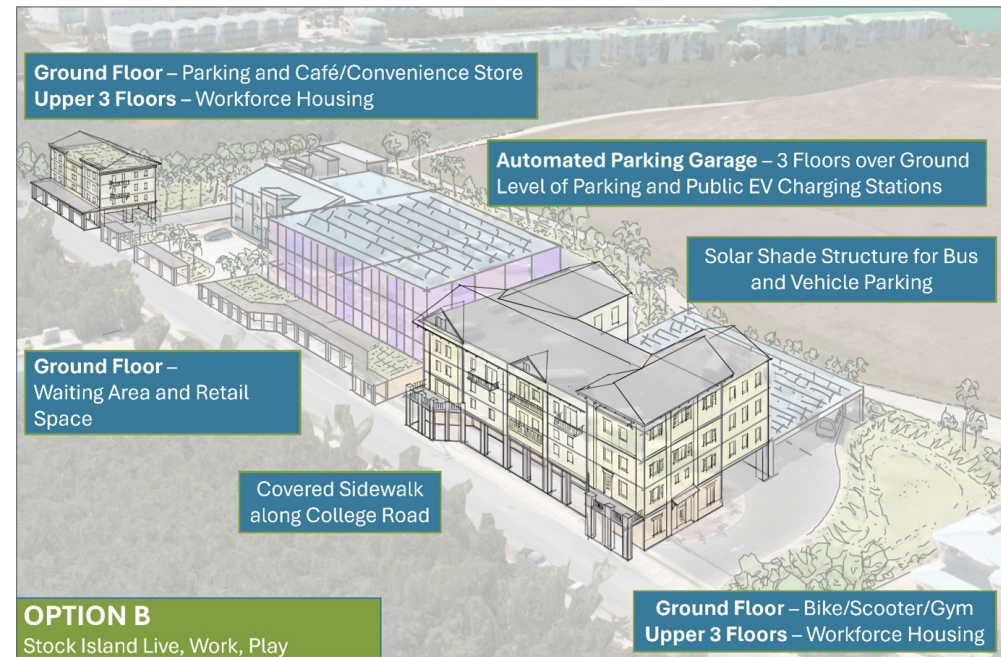 Ground Floor – Parking and Café/Convenience Store
Upper 3 Floors – Workforce Housing
Automated Parking Garage – 3 Floors over Ground
Level of Parking and Public EV Charging Stations
Solar Shade Structure for Bus
and Vehicle Parking
Ground Floor –
Waiting Area and Retail
Space
Covered Sidewalk
along College Road
Ground Floor – Bike/Scooter/Gym
Upper 3 Floors – Workforce Housing
OPTION B
Stock Island Live, Work, Play